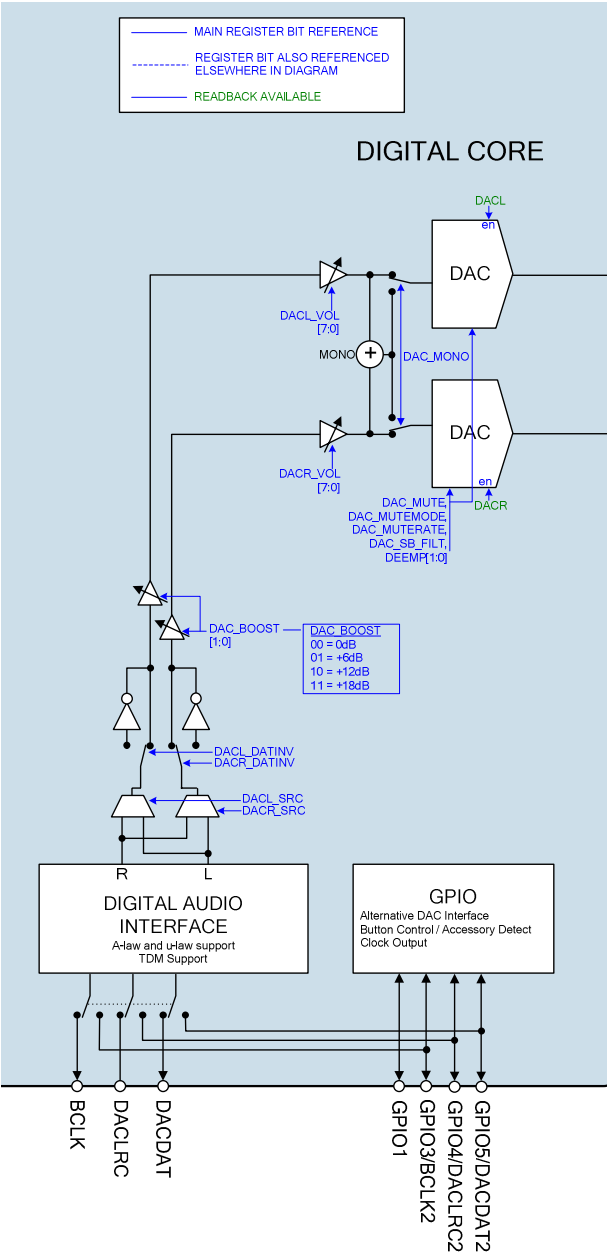 MAIN REGISTER BIT REFERENCE
REGISTER BIT ALSO REFERENCED
ELSEWHERE IN DIAGRAM
READBACK AVAILABLE
DIGITAL CORE
DACL
en
DAC
DACL_VOL
[7:0]
MONO
+
DAC_MONO
DAC
en
DACR
DACR_VOL
[7:0]
DAC_MUTE,
DAC_MUTEMODE,
DAC_MUTERATE,
DAC_SB_FILT,
DEEMP[1:0]
DAC_BOOST
[1:0]
DAC_BOOST
00 = 0dB
01 = +6dB
10 = +12dB
11 = +18dB
DACL_DATINV
DACR_DATINV
DACL_SRC
DACR_SRC
R
L
DIGITAL AUDIO
INTERFACE
A-law and u-law support
TDM Support
GPIO
Alternative DAC Interface
Button Control / Accessory Detect
Clock Output
BCLK
DACLRC
DACDAT
GPIO1
GPIO3/BCLK2
GPIO4/DACLRC2
GPIO5/DACDAT2